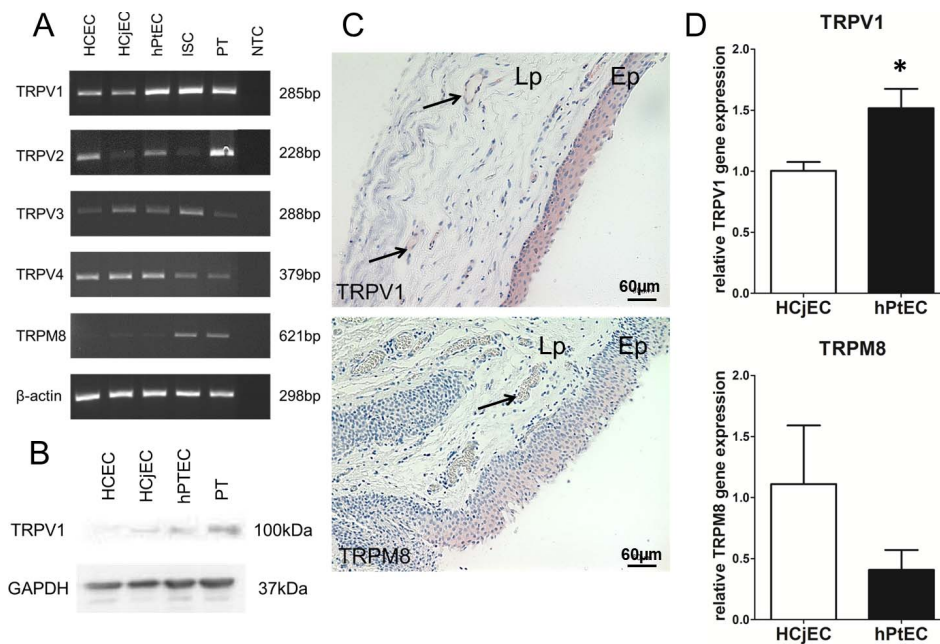 A
HCEC HCjEC hPtEC ISC PT NTC
TRPV1 285bp
TRPV2 228bp
TRPV3 288bp
TRPV4 379bp
TRPM8 621bp
β-actin 298bp
B
HCEC HCjEC hPTEC PT
TRPV1 100kDa
GAPDH 37kDa
C
Lp Ep
TRPV1 60µm
Lp Ep
TRPM8 60µm
D
TRPV1
relative TRPV1 gene expression
2.0
1.5
1.0
0.5
0.0
*
HCjEC hPtEC
TRPM8
relative TRPM8 gene expression
2.0
1.5
1.0
0.5
0.0
HCjEC hPtEC